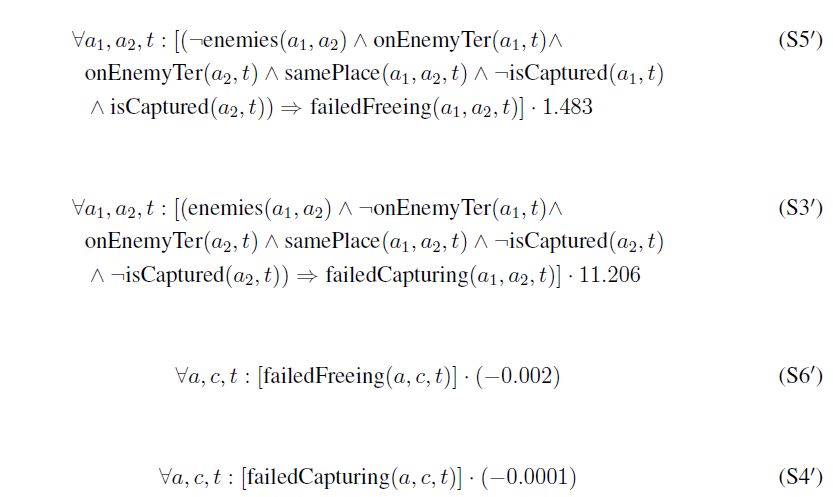 ∀a₁, a₂, t : [(¬enemies(a₁, a₂) ∧ onEnemyTer(a₁, t)∧ (S5′)
onEnemyTer(a₂, t) ∧ samePlace(a₁, a₂, t) ∧ ¬isCaptured(a₁, t)
∧ isCaptured(a₂, t)) ⇒ failedFreeing(a₁, a₂, t)] · 1.483
∀a₁, a₂, t : [(enemies(a₁, a₂) ∧ ¬onEnemyTer(a₁, t)∧ (S3′)
onEnemyTer(a₂, t) ∧ samePlace(a₁, a₂, t) ∧ ¬isCaptured(a₂, t)
∧ ¬isCaptured(a₂, t)) ⇒ failedCapturing(a₁, a₂, t)] · 11.206
∀a, c, t : [failedFreeing(a, c, t)] · (−0.002) (S6′)
∀a, c, t : [failedCapturing(a, c, t)] · (−0.0001) (S4′)